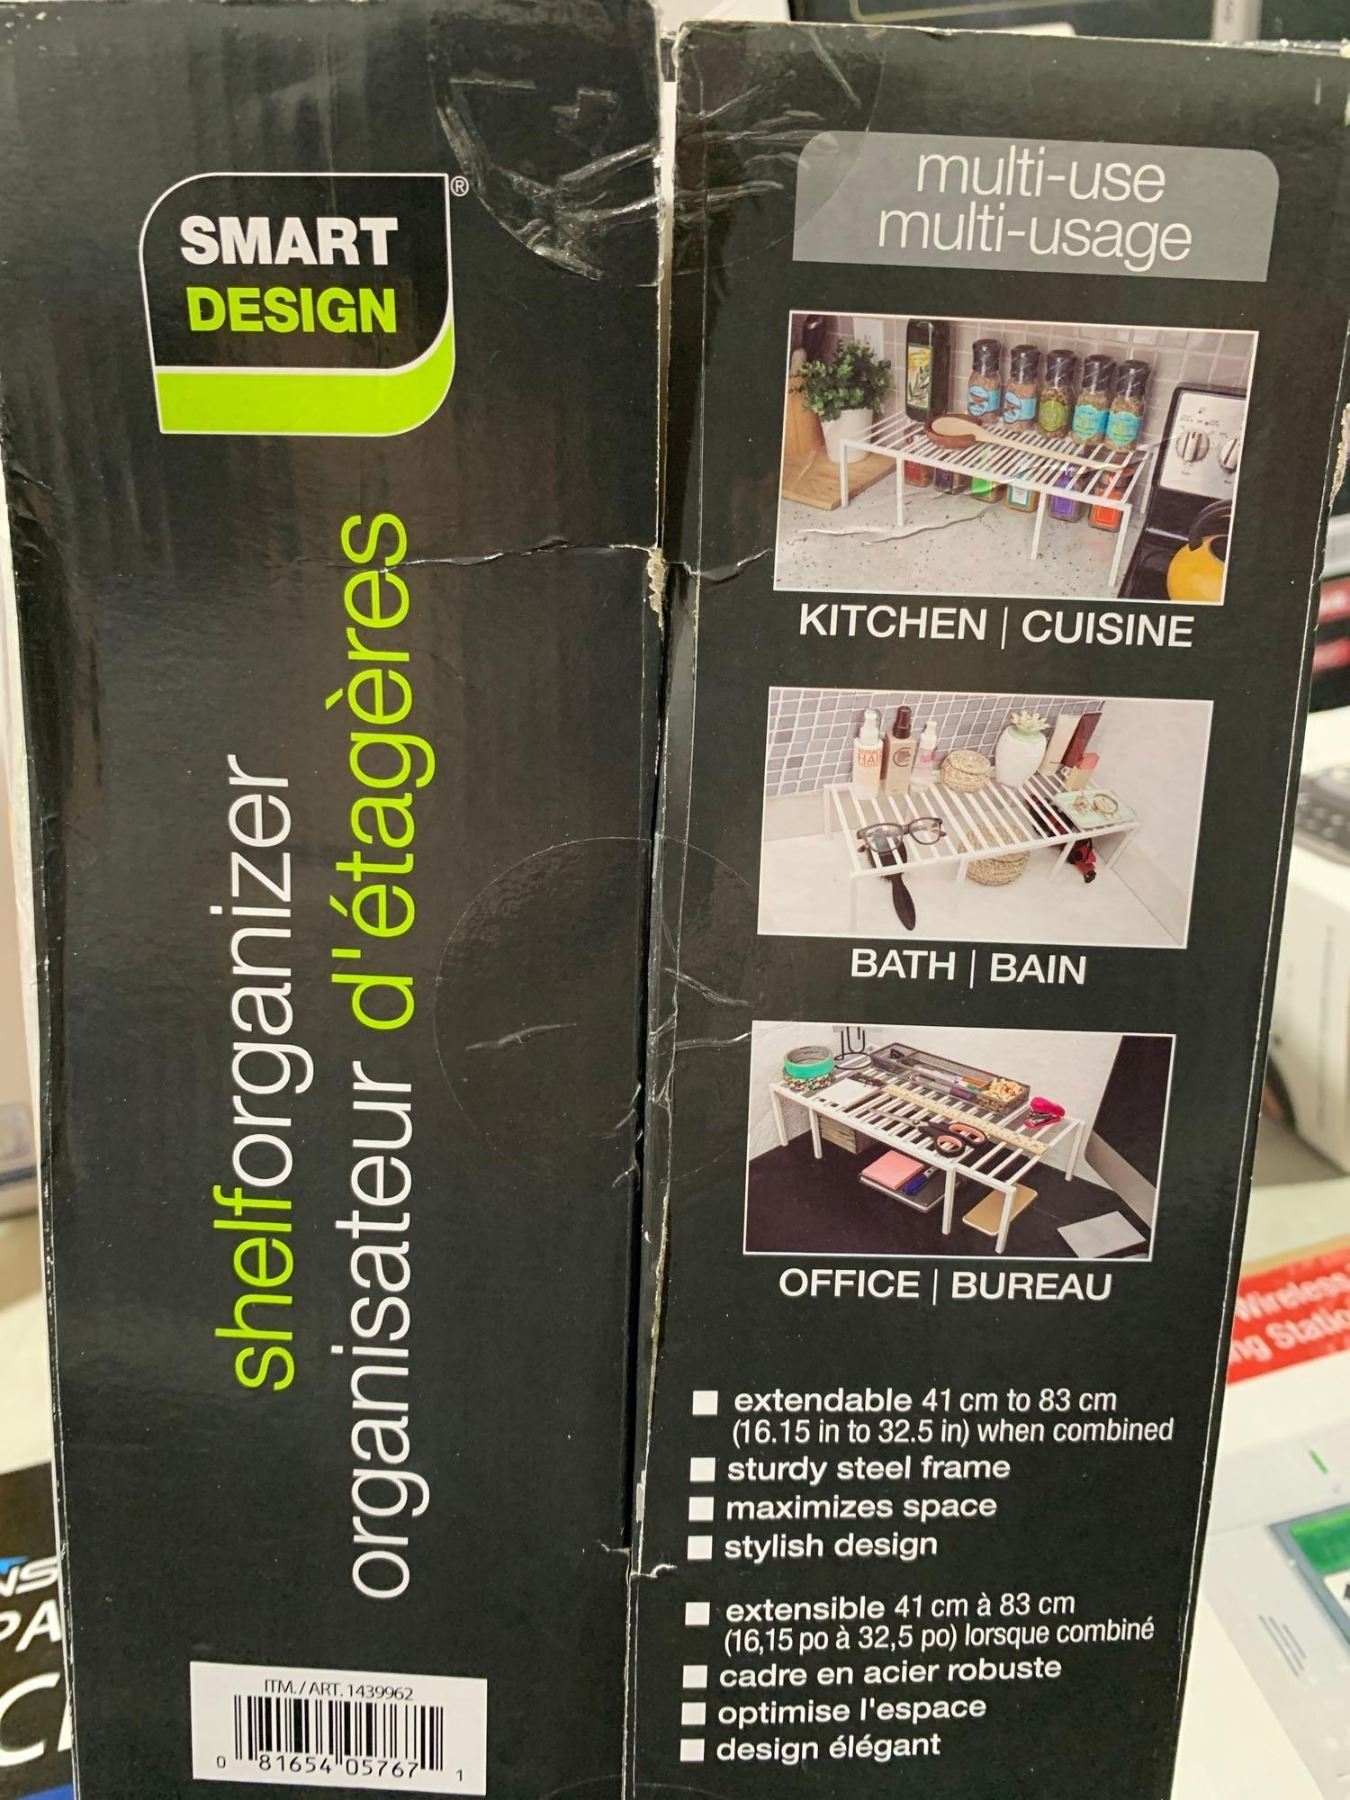 SMART
DESIGN
®
shelforganizer
organisateur d'étagères
ITM. / ART. 1439962
0 81654 05767 1
multi-use
multi-usage
KITCHEN | CUISINE
BATH | BAIN
OFFICE | BUREAU
extendable 41 cm to 83 cm
(16.15 in to 32.5 in) when combined
sturdy steel frame
maximizes space
stylish design
extensible 41 cm à 83 cm
(16,15 po à 32,5 po) lorsque combiné
cadre en acier robuste
optimise l'espace
design élégant
Wireless